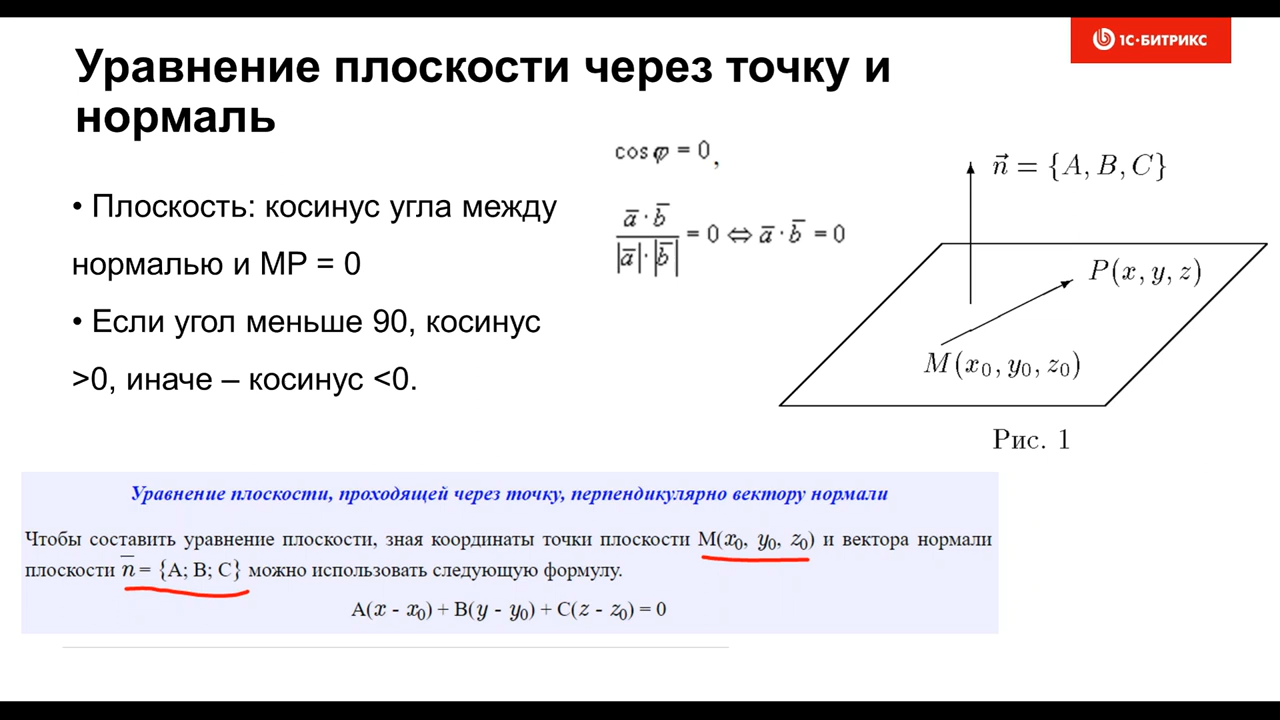 1С·БИТРИКС
Уравнение плоскости через точку и
нормаль
• Плоскость: косинус угла между
нормалью и MP = 0
• Если угол меньше 90, косинус
>0, иначе – косинус <0.
cos φ = 0,
a̅ · b̅ / |a̅| · |b̅| = 0 ⇔ a̅ · b̅ = 0
n⃗ = {A, B, C}
P(x, y, z)
M(x₀, y₀, z₀)
Рис. 1
Уравнение плоскости, проходящей через точку, перпендикулярно вектору нормали
Чтобы составить уравнение плоскости, зная координаты точки плоскости M(x₀, y₀, z₀) и вектора нормали
плоскости n̅ = {A; B; C} можно использовать следующую формулу.
A(x - x₀) + B(y - y₀) + C(z - z₀) = 0